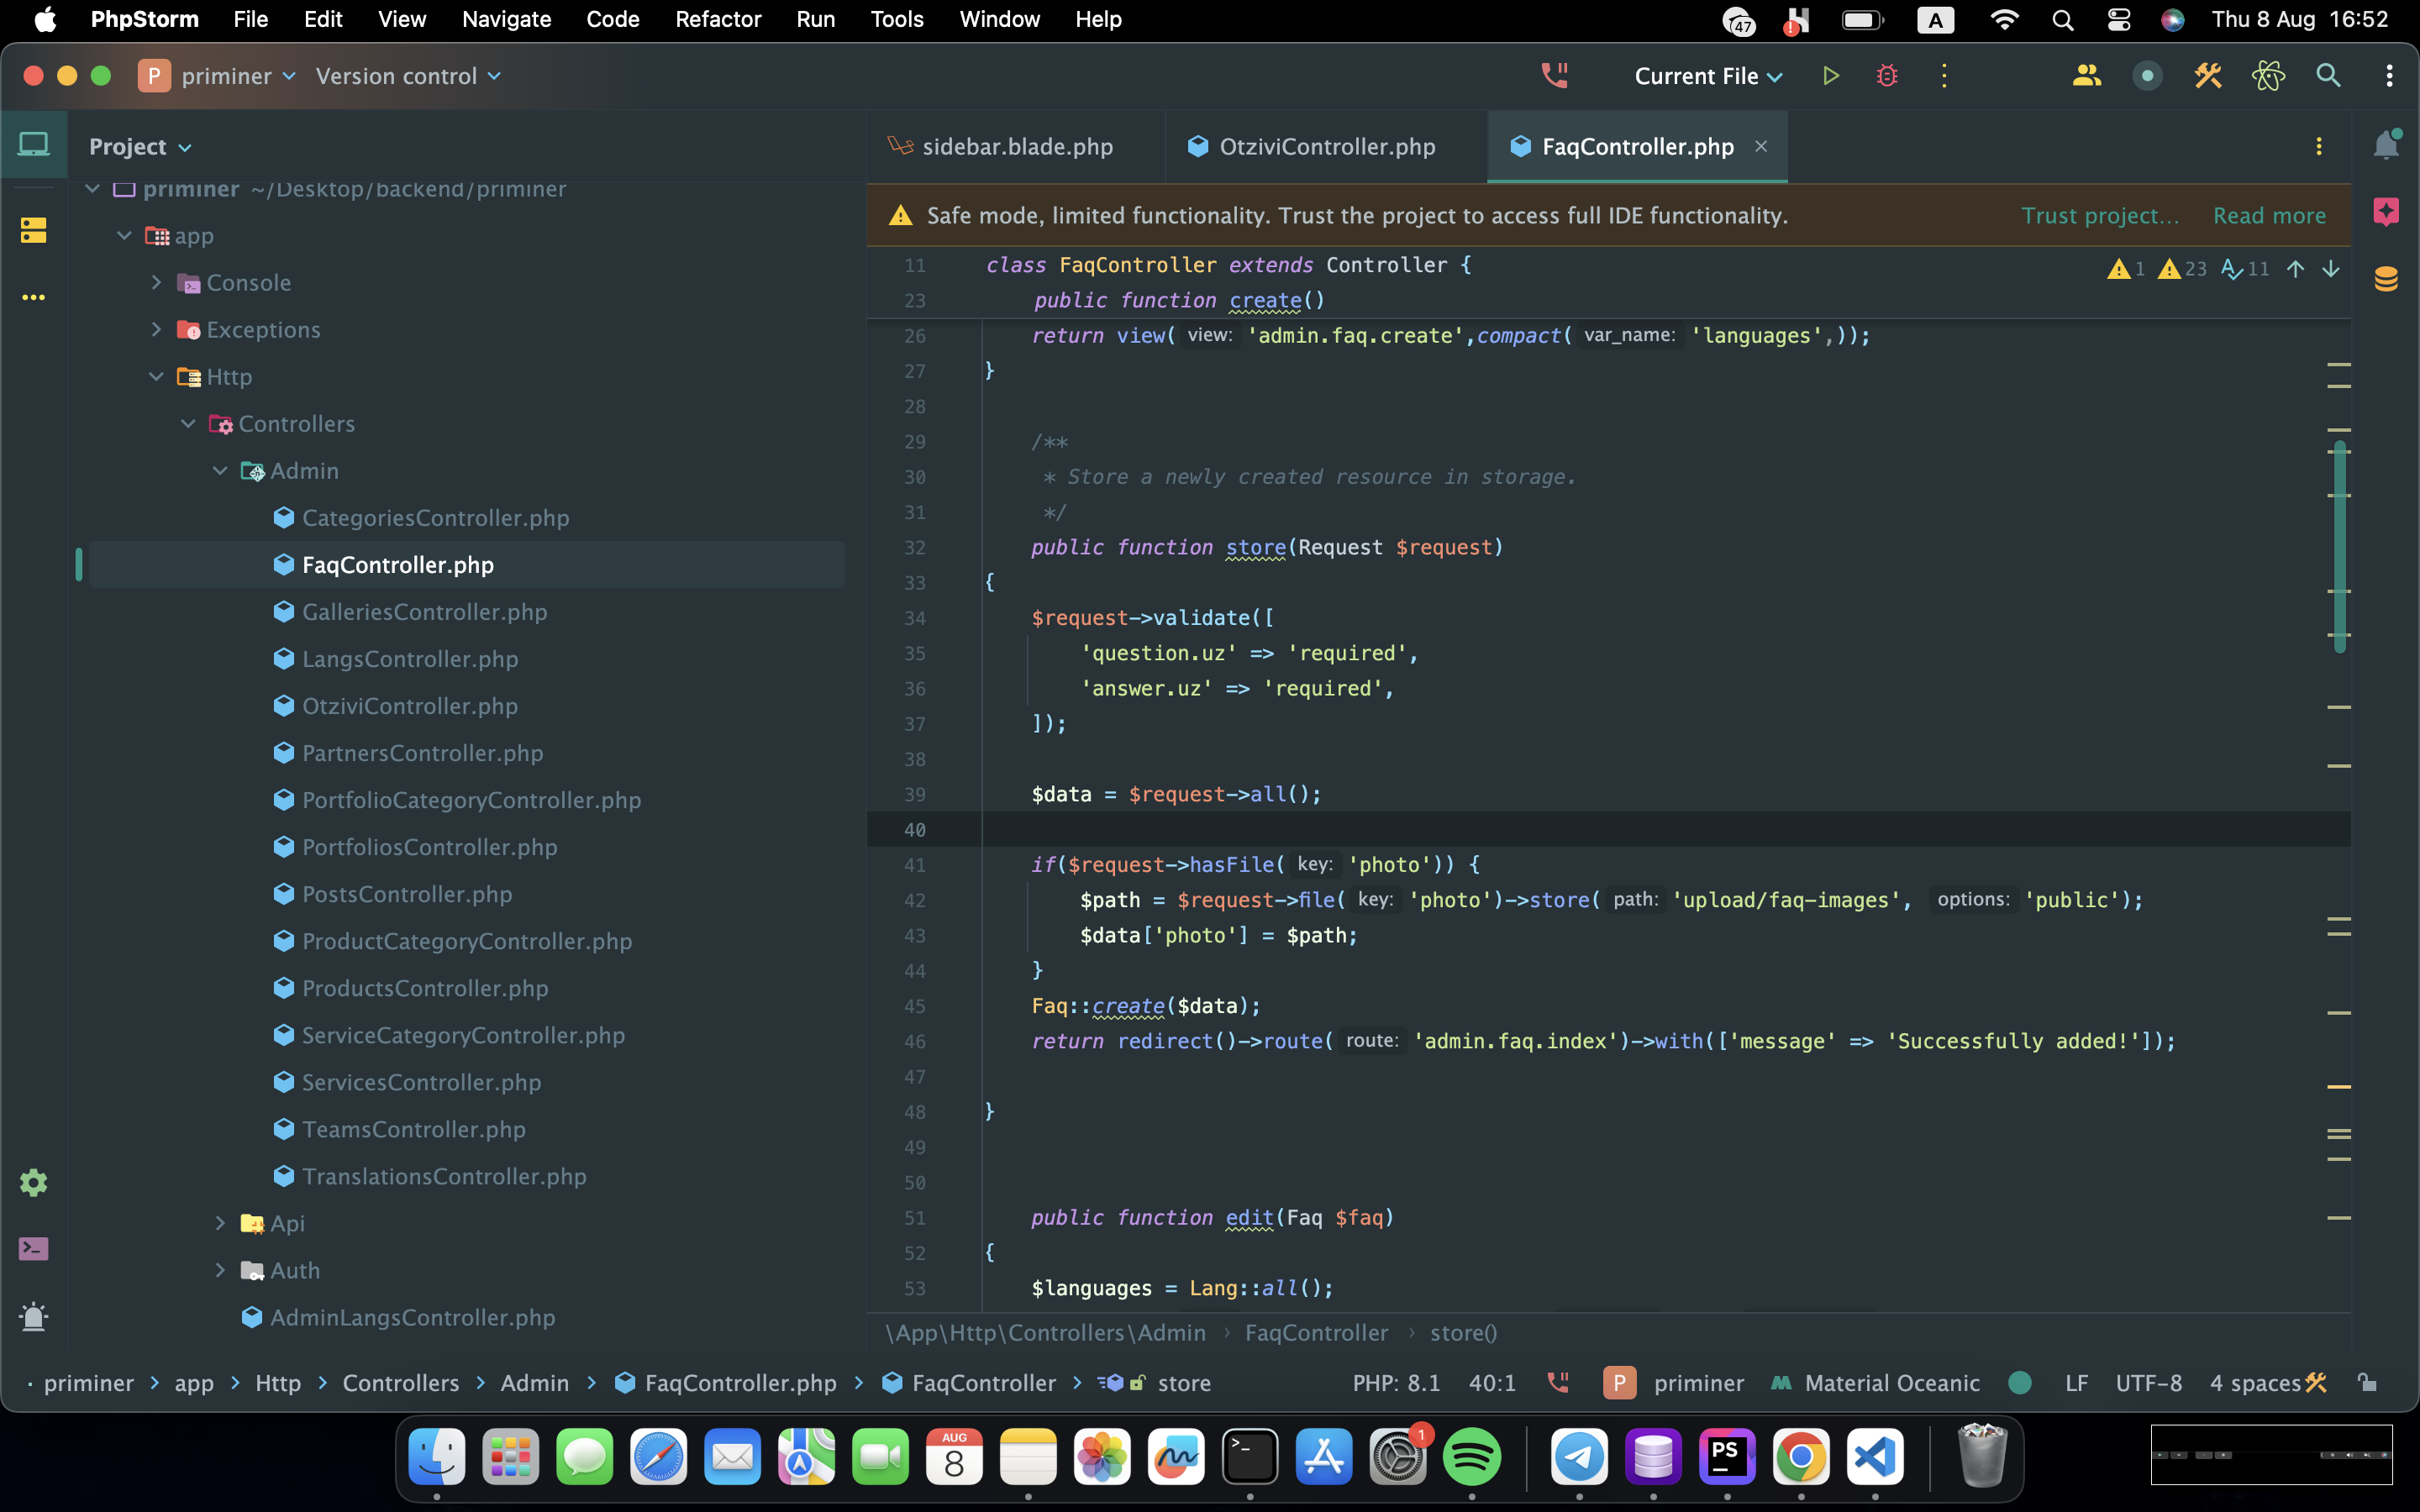 PhpStorm File Edit View Navigate Code Refactor Run Tools Window Help 47 A Thu 8 Aug 16:52
P priminer Version control Current File
Project
sidebar.blade.php OtziviController.php FaqController.php
priminer ~/Desktop/backend/priminer
app
Console
Exceptions
Http
Controllers
Admin
CategoriesController.php
FaqController.php
GalleriesController.php
LangsController.php
OtziviController.php
PartnersController.php
PortfolioCategoryController.php
PortfoliosController.php
PostsController.php
ProductCategoryController.php
ProductsController.php
ServiceCategoryController.php
ServicesController.php
TeamsController.php
TranslationsController.php
Api
Auth
AdminLangsController.php
Safe mode, limited functionality. Trust the project to access full IDE functionality. Trust project... Read more
1 23 11
11 class FaqController extends Controller {
23 public function create()
26 return view( view: 'admin.faq.create',compact( var_name: 'languages',));
27 }
28
29 /**
30 * Store a newly created resource in storage.
31 */
32 public function store(Request $request)
33 {
34 $request->validate([
35 'question.uz' => 'required',
36 'answer.uz' => 'required',
37 ]);
38
39 $data = $request->all();
40
41 if($request->hasFile( key: 'photo')) {
42 $path = $request->file( key: 'photo')->store( path: 'upload/faq-images', options: 'public');
43 $data['photo'] = $path;
44 }
45 Faq::create($data);
46 return redirect()->route( route: 'admin.faq.index')->with(['message' => 'Successfully added!']);
47
48 }
49
50
51 public function edit(Faq $faq)
52 {
53 $languages = Lang::all();
\App\Http\Controllers\Admin › FaqController › store()
priminer > app > Http > Controllers > Admin > FaqController.php > FaqController > store PHP: 8.1 40:1 P priminer Material Oceanic LF UTF-8 4 spaces
AUG
8
1
PS